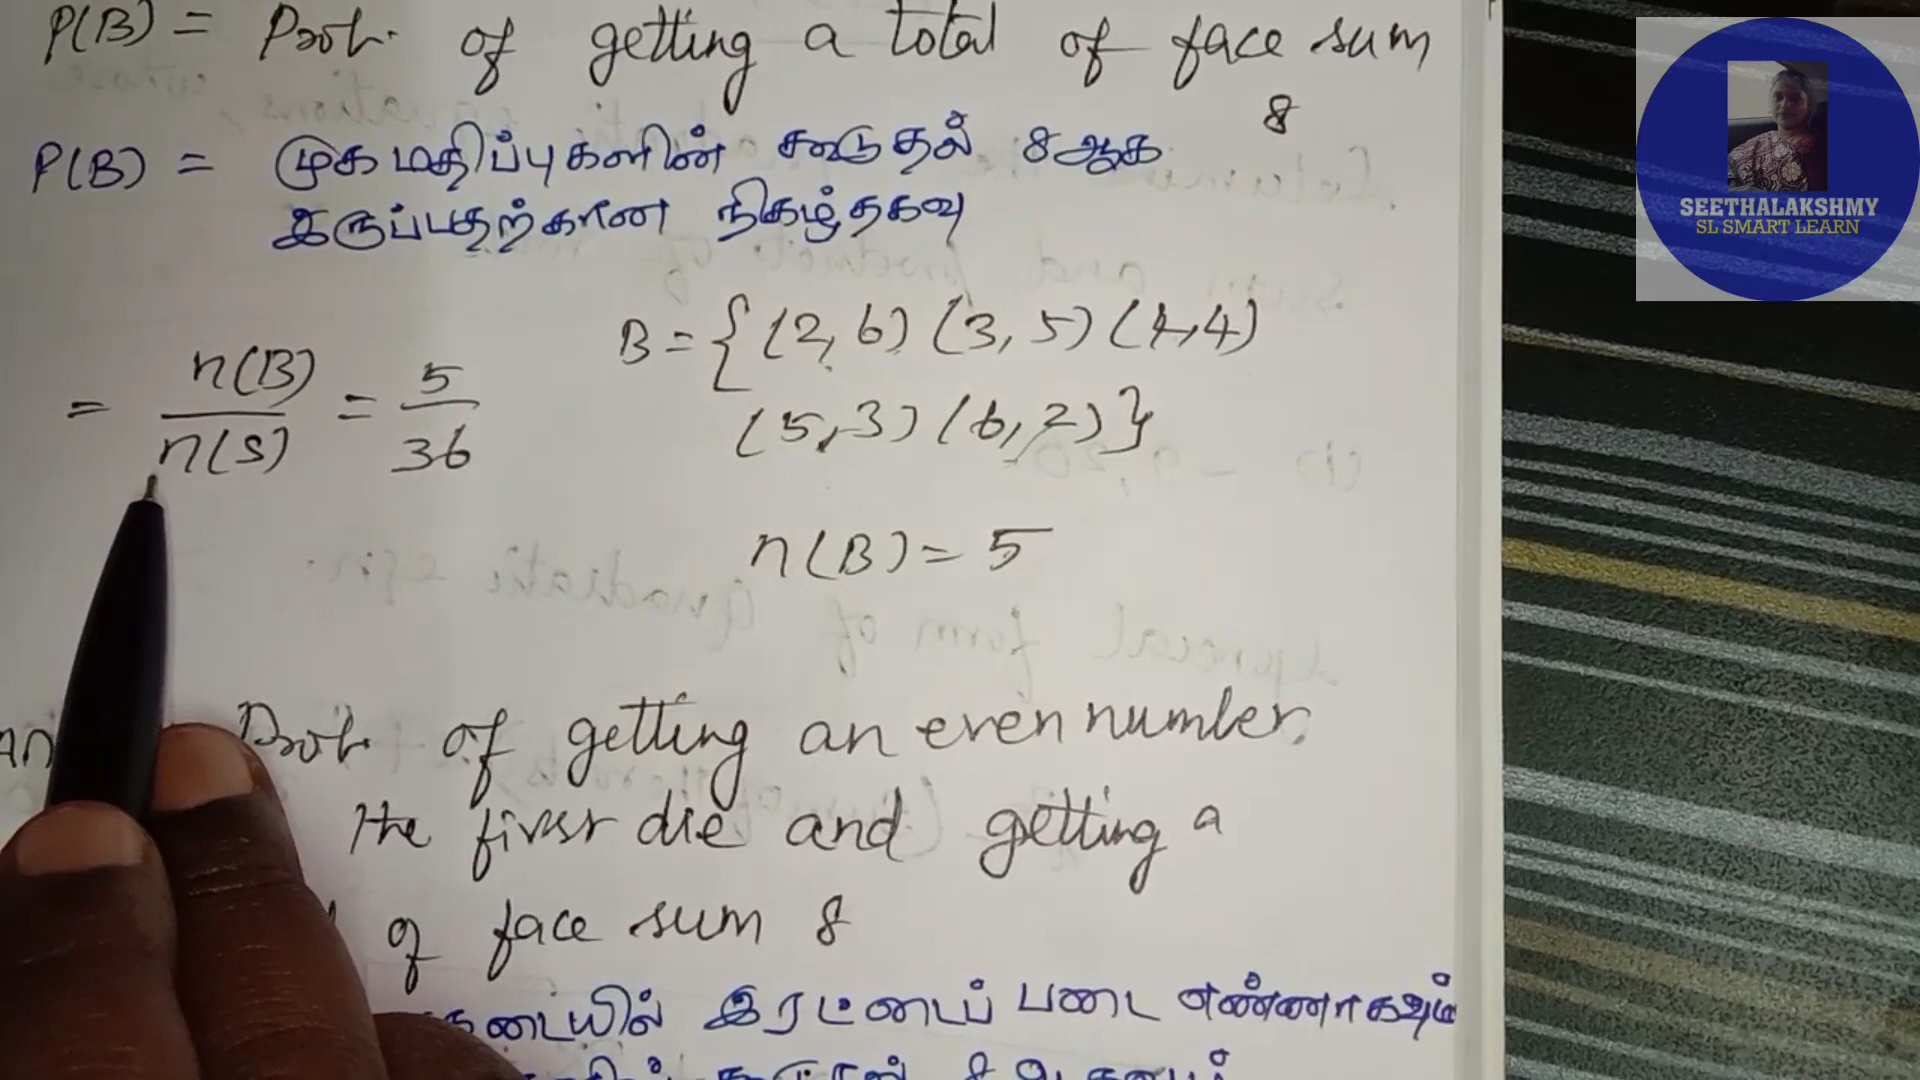 P(B) = Prob. of getting a total of face sum
8
P(B) = முக மதிப்புகளின் கூடுதல் 8ஆக
இருப்பதற்கான நிகழ்தகவு
B = {(2,6) (3,5) (4,4)
(5,3) (6,2)}
= n(B)/n(S) = 5/36
n(B) = 5
Prob. of getting an even number.
the first die and getting a
of face sum 8
இரட்டைப் படை எண்ணாகவும்
SEETHALAKSHMY
SL SMART LEARN